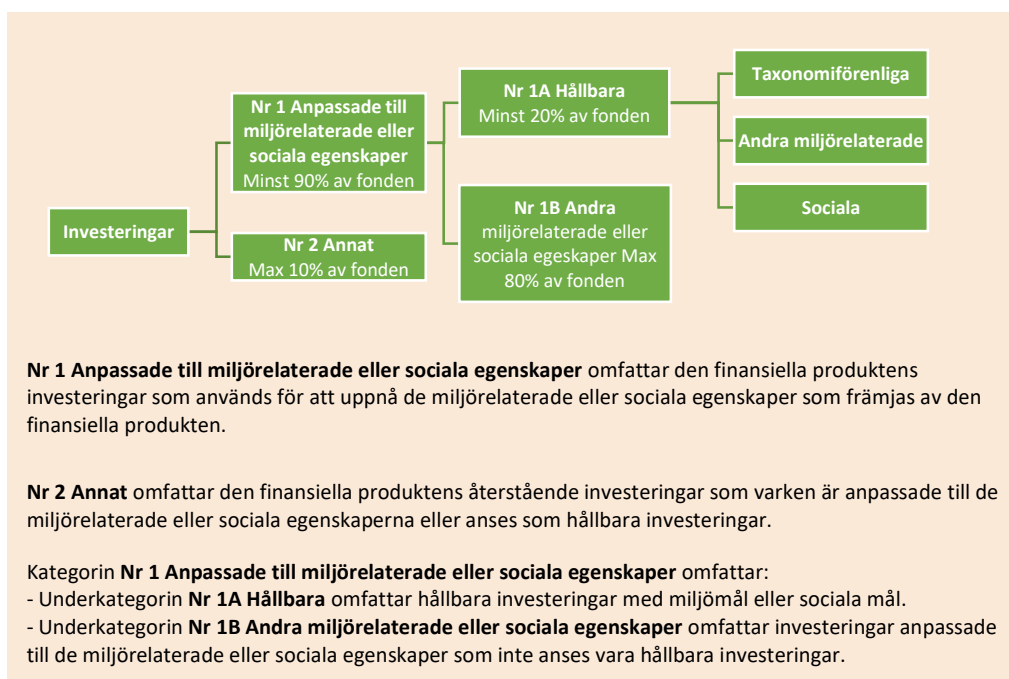 Investeringar
Nr 1 Anpassade till
miljörelaterade eller
sociala egenskaper
Minst 90% av fonden
Nr 2 Annat
Max 10% av fonden
Nr 1A Hållbara
Minst 20% av fonden
Nr 1B Andra
miljörelaterade eller
sociala egeskaper Max
80% av fonden
Taxonomiförenliga
Andra miljörelaterade
Sociala
Nr 1 Anpassade till miljörelaterade eller sociala egenskaper omfattar den finansiella produktens
investeringar som används för att uppnå de miljörelaterade eller sociala egenskaper som främjas av den
finansiella produkten.
Nr 2 Annat omfattar den finansiella produktens återstående investeringar som varken är anpassade till de
miljörelaterade eller sociala egenskaperna eller anses som hållbara investeringar.
Kategorin Nr 1 Anpassade till miljörelaterade eller sociala egenskaper omfattar:
- Underkategorin Nr 1A Hållbara omfattar hållbara investeringar med miljömål eller sociala mål.
- Underkategorin Nr 1B Andra miljörelaterade eller sociala egenskaper omfattar investeringar anpassade
till de miljörelaterade eller sociala egenskaper som inte anses vara hållbara investeringar.